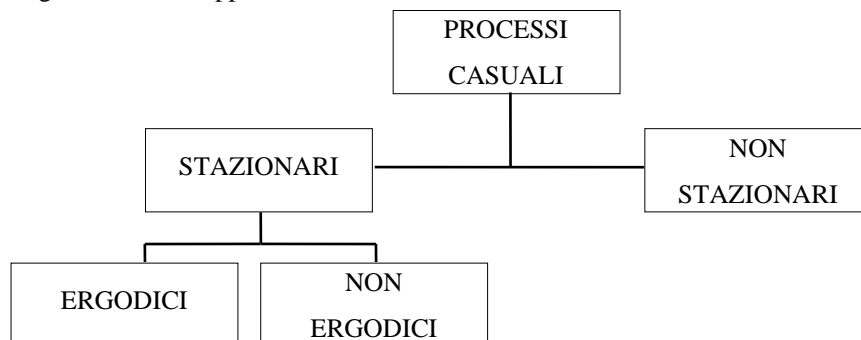 PROCESSI
CASUALI
STAZIONARI
NON
STAZIONARI
ERGODICI
NON
ERGODICI